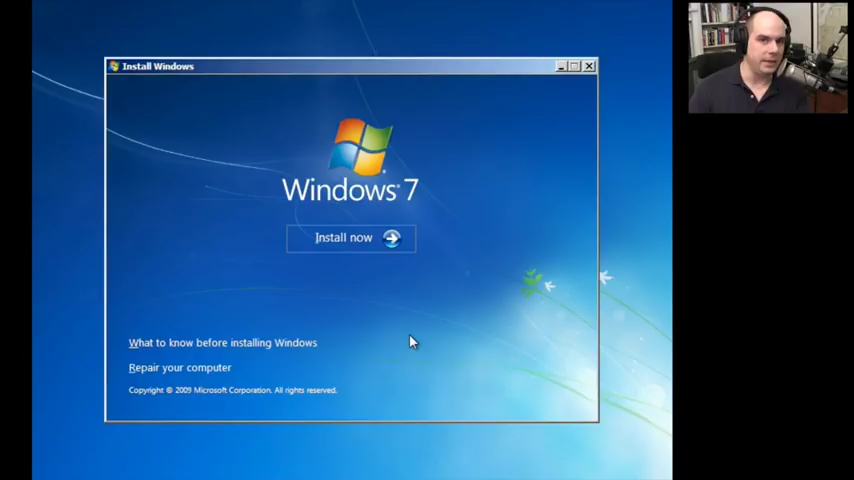 Install Windows
Windows 7
Install now
What to know before installing Windows
Repair your computer
Copyright © 2009 Microsoft Corporation. All rights reserved.